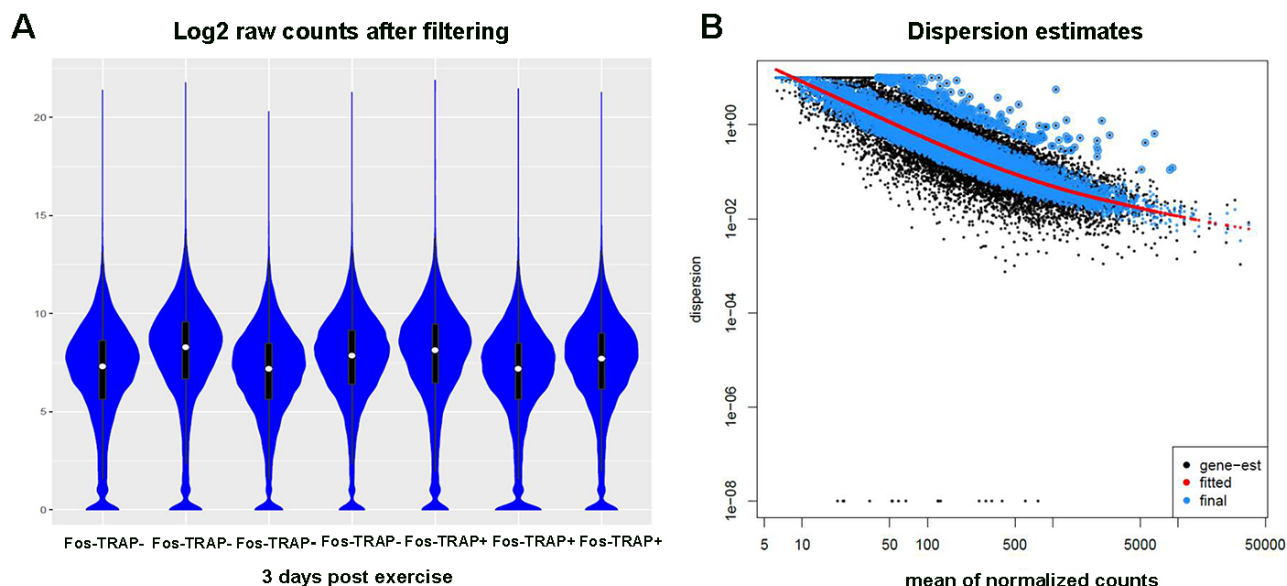 A
Log2 raw counts after filtering
20
15
10
5
0
Fos-TRAP- Fos-TRAP- Fos-TRAP- Fos-TRAP- Fos-TRAP+ Fos-TRAP+ Fos-TRAP+
3 days post exercise
B
Dispersion estimates
dispersion
1e+00
1e-02
1e-04
1e-06
1e-08
gene-est
fitted
final
5 10 50 100 500 5000 50000
mean of normalized counts